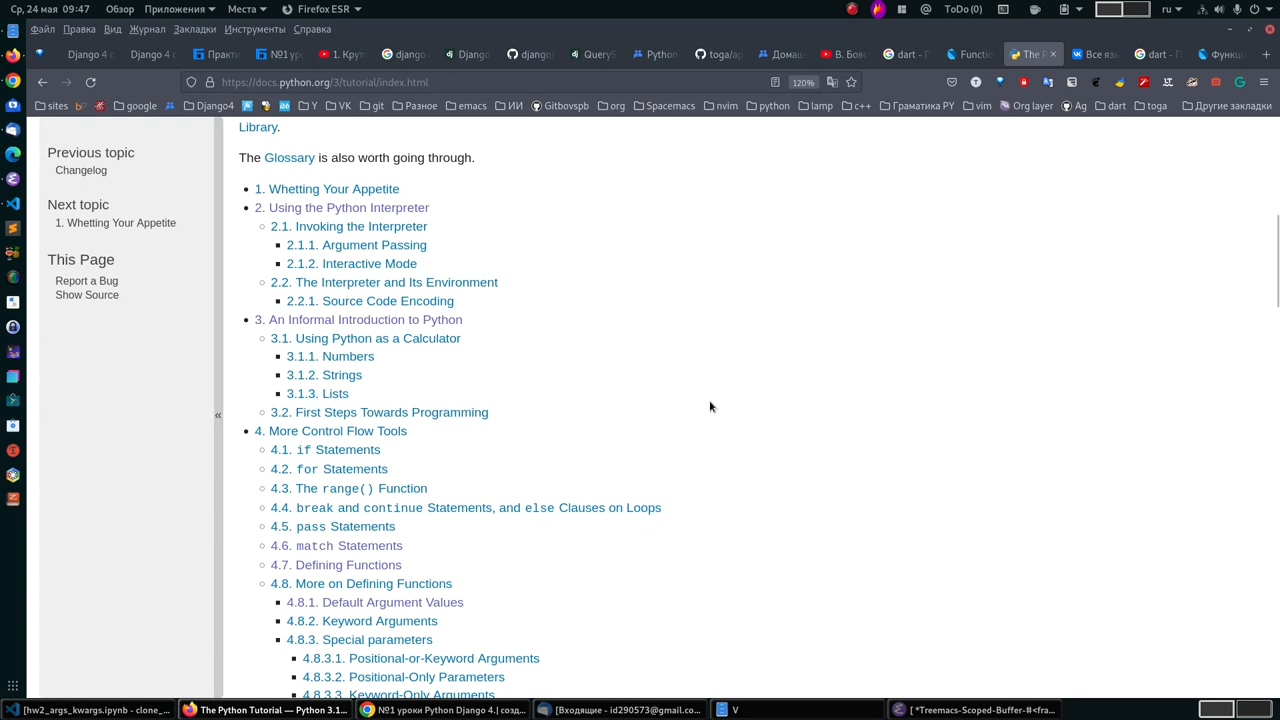 Ср, 24 мая 09:47 Обзор Приложения Места Firefox ESR ToDo(0) ru
Файл Правка Вид Журнал Закладки Инструменты Справка
Django 4 с Django 4 с Практи №1 ур 1. Крут django Django django/ QueryS Python toga/ap Домаш В. Бовс dart - П Functio The P × Все яз dart - П Функц
https://docs.python.org/3/tutorial/index.html 120%
sites bP google Django4 Y VK git Разное emacs ИИ Gitbovspb org Spacemacs nvim python lamp c++ Граматика РУ vim Org layer Ag dart toga Другие закладки
Library.
The Glossary is also worth going through.
Previous topic
Changelog
Next topic
1. Whetting Your Appetite
This Page
Report a Bug
Show Source
«
1. Whetting Your Appetite
2. Using the Python Interpreter
2.1. Invoking the Interpreter
2.1.1. Argument Passing
2.1.2. Interactive Mode
2.2. The Interpreter and Its Environment
2.2.1. Source Code Encoding
3. An Informal Introduction to Python
3.1. Using Python as a Calculator
3.1.1. Numbers
3.1.2. Strings
3.1.3. Lists
3.2. First Steps Towards Programming
4. More Control Flow Tools
4.1. if Statements
4.2. for Statements
4.3. The range() Function
4.4. break and continue Statements, and else Clauses on Loops
4.5. pass Statements
4.6. match Statements
4.7. Defining Functions
4.8. More on Defining Functions
4.8.1. Default Argument Values
4.8.2. Keyword Arguments
4.8.3. Special parameters
4.8.3.1. Positional-or-Keyword Arguments
4.8.3.2. Positional-Only Parameters
4.8.3.3. Keyword-Only Arguments
[hw2_args_kwargs.ipynb - clone_... The Python Tutorial — Python 3.1... №1 уроки Python Django 4.| созд... [Входящие - id290573@gmail.co... V [ *Treemacs-Scoped-Buffer-#<fra...